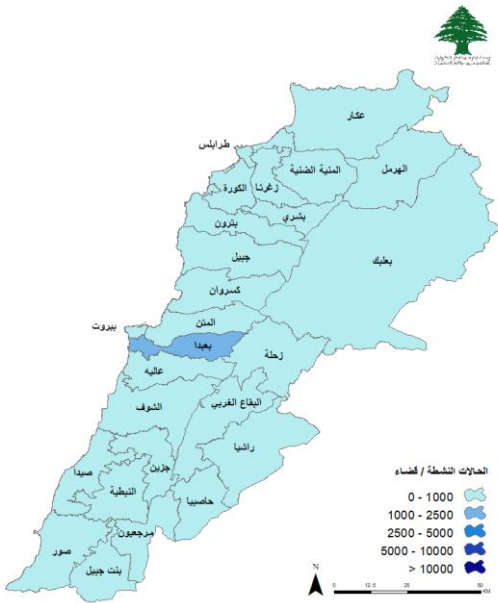 عكار
طرابلس
المنية الضنية
الهرمل
زغرتا
الكورة
بشري
بترون
بعلبك
جبيل
كسروان
المتن
بيروت
بعبدا
زحلة
عاليه
البقاع الغربي
الشوف
راشيا
جزين
صيدا
النبطية
حاصبيا
مرجعيون
صور
بنت جبيل
الحالات النشطة / قضاء
0 - 1000
1000 - 2500
2500 - 5000
5000 - 10000
> 10000
N
0 12.5 25 50
KM